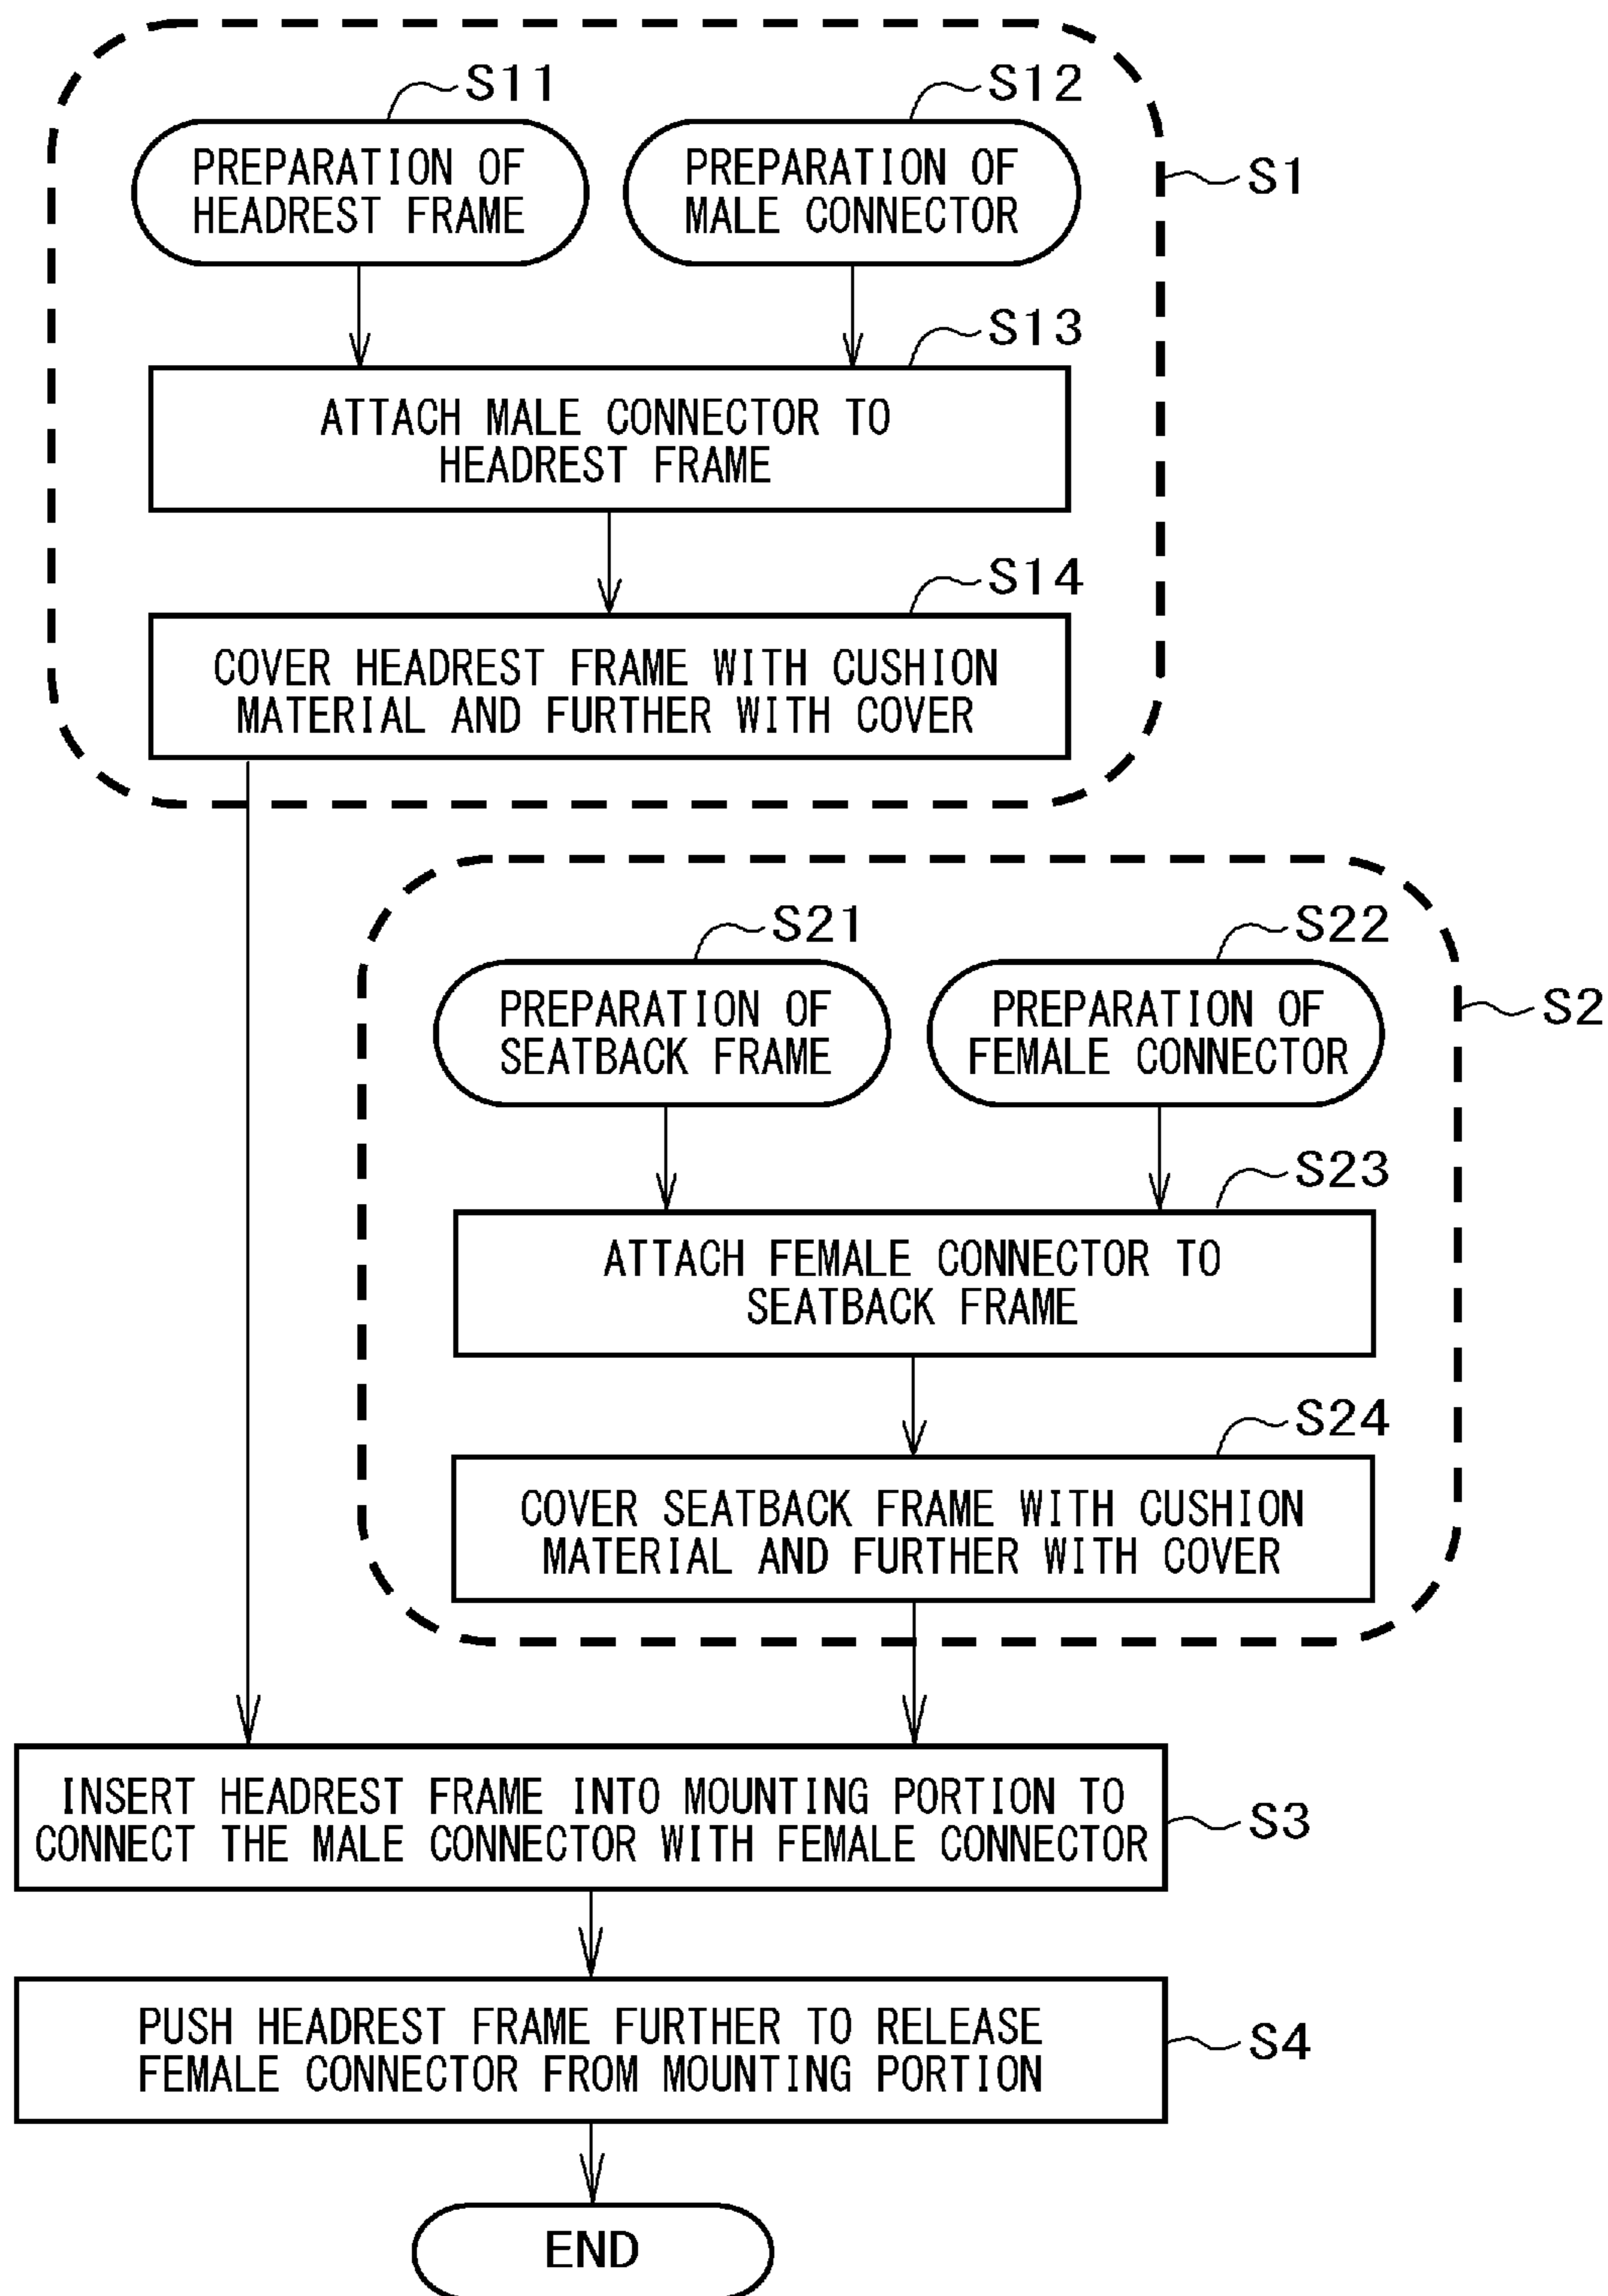 S11
S12
PREPARATION OF
HEADREST FRAME
PREPARATION OF
MALE CONNECTOR
S1
S13
ATTACH MALE CONNECTOR TO
HEADREST FRAME
S14
COVER HEADREST FRAME WITH CUSHION
MATERIAL AND FURTHER WITH COVER
S21
S22
PREPARATION OF
SEATBACK FRAME
PREPARATION OF
FEMALE CONNECTOR
S2
S23
ATTACH FEMALE CONNECTOR TO
SEATBACK FRAME
S24
COVER SEATBACK FRAME WITH CUSHION
MATERIAL AND FURTHER WITH COVER
INSERT HEADREST FRAME INTO MOUNTING PORTION TO
CONNECT THE MALE CONNECTOR WITH FEMALE CONNECTOR
S3
PUSH HEADREST FRAME FURTHER TO RELEASE
FEMALE CONNECTOR FROM MOUNTING PORTION
S4
END